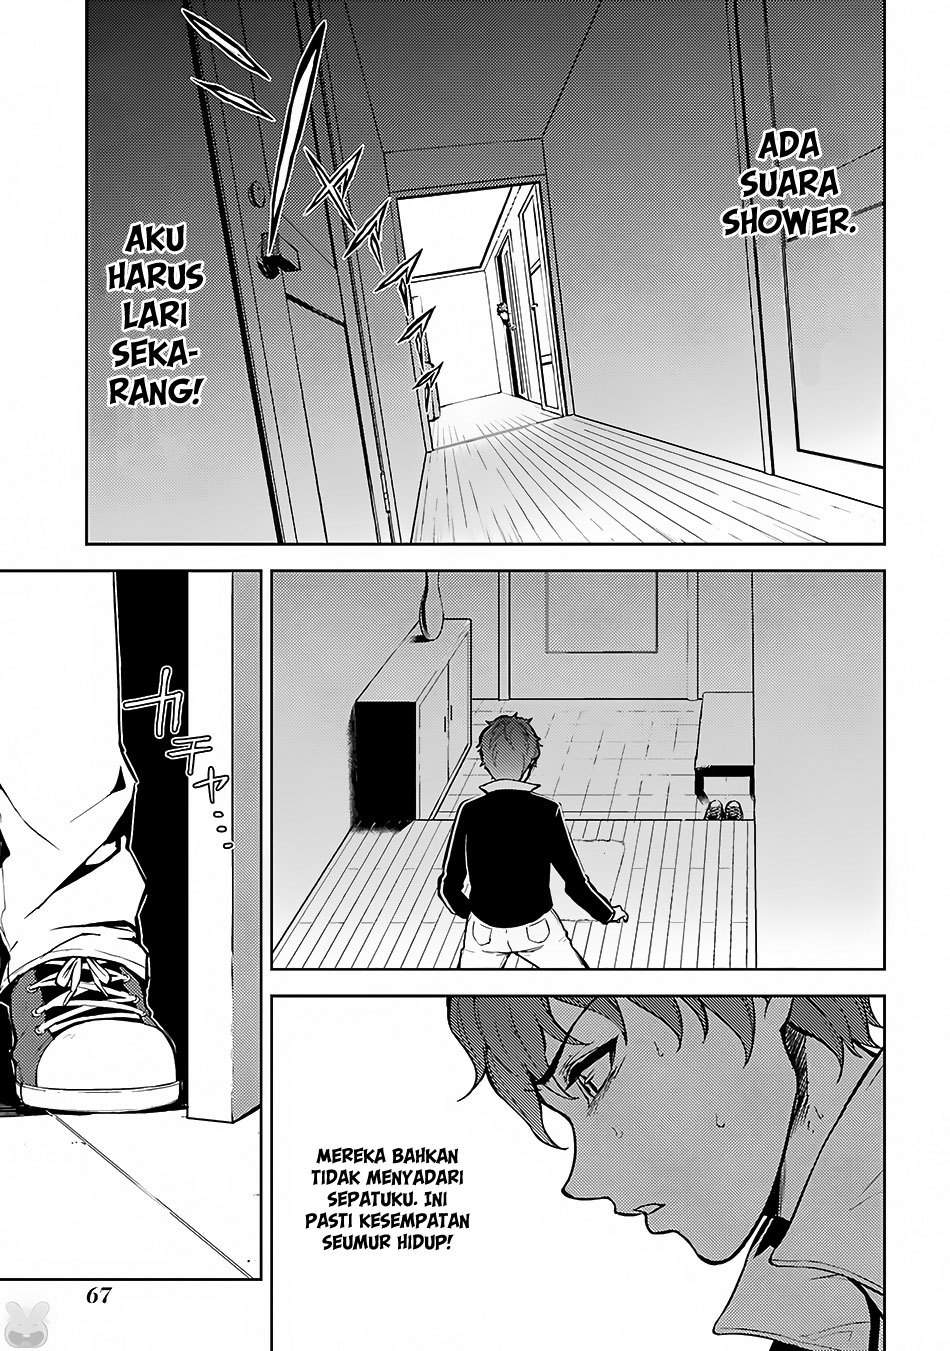 ADA
SUARA
SHOWER.
AKU
HARUS
LARI
SEKA-
RANG!
MEREKA BAHKAN
TIDAK MENYADARI
SEPATUKU. INI
PASTI KESEMPATAN
SEUMUR HIDUP!
カチャ...
67